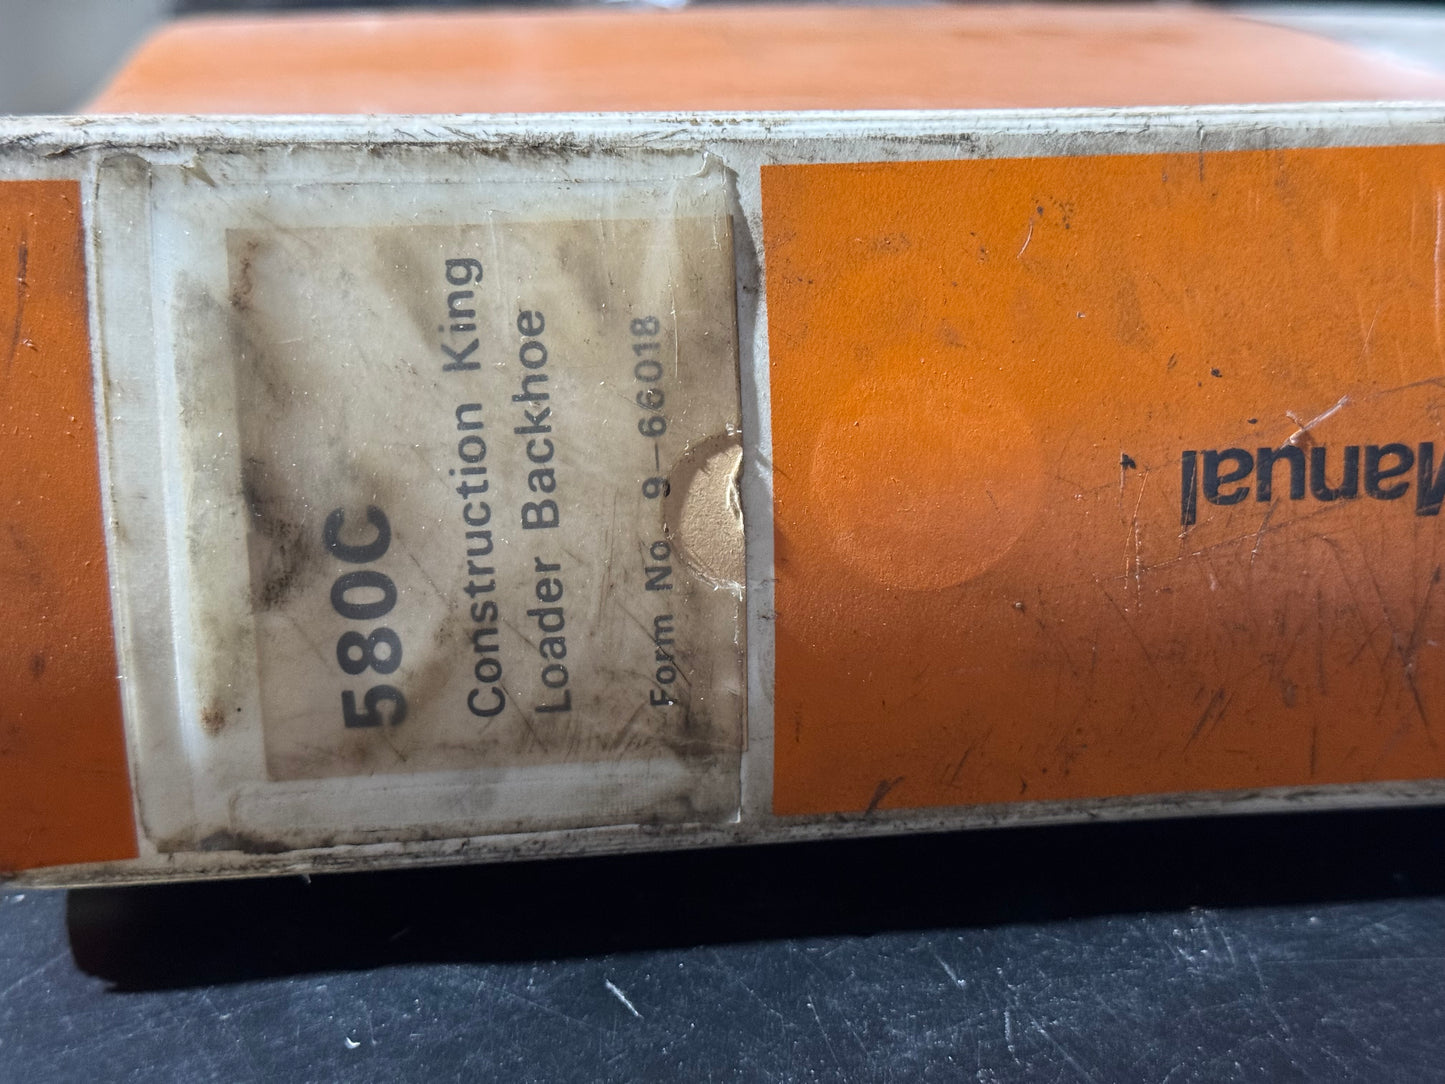 580C
Construction King
Loader Backhoe
Form No. 9-66018
Manual